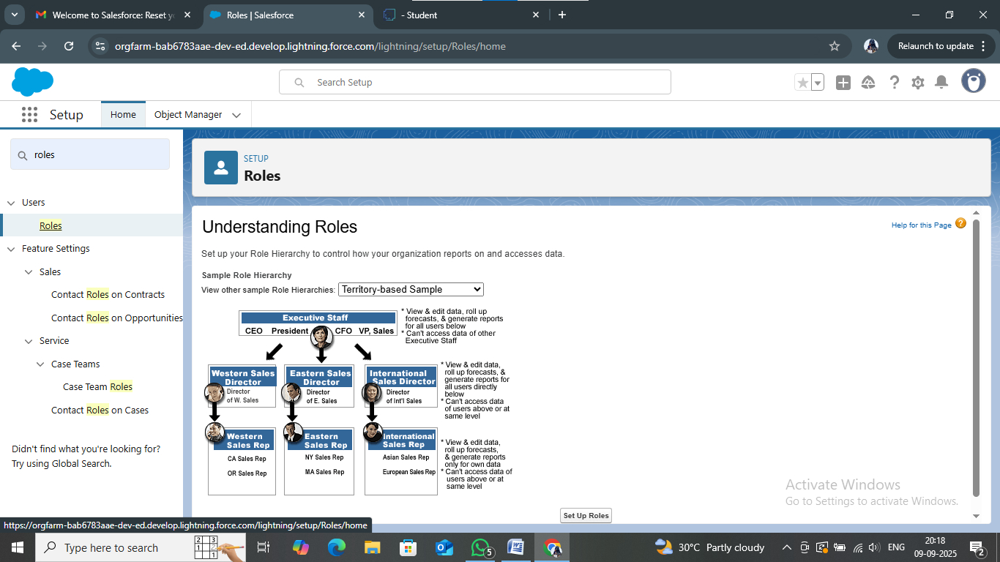 Welcome to Salesforce: Reset yo
Roles | Salesforce
- Student
orgfarm-bab6783aae-dev-ed.develop.lightning.force.com/lightning/setup/Roles/home
Relaunch to update
Search Setup
Setup
Home
Object Manager
roles
Users
Roles
Feature Settings
Sales
Contact Roles on Contracts
Contact Roles on Opportunities
Service
Case Teams
Case Team Roles
Contact Roles on Cases
Didn't find what you're looking for?
Try using Global Search.
SETUP
Roles
Understanding Roles
Help for this Page
Set up your Role Hierarchy to control how your organization reports on and accesses data.
Sample Role Hierarchy
View other sample Role Hierarchies: Territory-based Sample
Executive Staff
CEO President CFO VP, Sales
* View & edit data, roll up
forecasts, & generate reports
for all users below
* Can't access data of other
Executive Staff
Western Sales
Director
Director
of W. Sales
Eastern Sales
Director
Director
of E. Sales
International
Sales Director
Director
of Int'l Sales
* View & edit data,
roll up forecasts, &
generate reports for
all users directly
below
* Can't access data
of users above or at
same level
Western
Sales Rep
CA Sales Rep
OR Sales Rep
Eastern
Sales Rep
NY Sales Rep
MA Sales Rep
International
Sales Rep
Asian Sales Rep
European Sales Rep
* View & edit data,
roll up forecasts,
& generate reports
only for own data
* Can't access data of
users above or at
same level
Set Up Roles
Activate Windows
Go to Settings to activate Windows.
https://orgfarm-bab6783aae-dev-ed.develop.lightning.force.com/lightning/setup/Roles/home
Type here to search
5
30°C Partly cloudy
ENG
20:18
09-09-2025
2